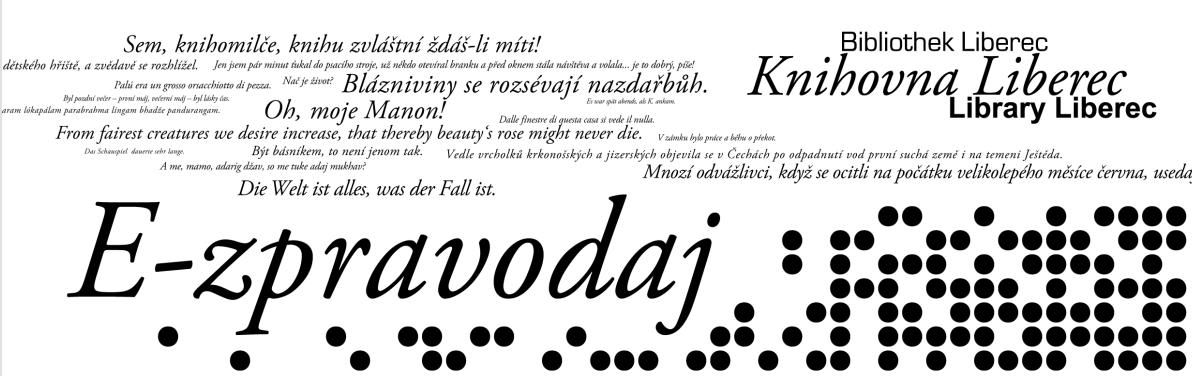 Sem, knihomilče, knihu zvláštní ždáš-li míti!
Bibliothek Liberec
dětského hřiště, a zvědavě se rozhlížel.
Jen jsem pár minut ťukal do psacího stroje, už někdo otevíral branku a před oknem stála návštěva a volala... je to dobrý, píše!
Knihovna Liberec
Palsi era un grosso oracchiotto di pezza.
Nač je život?
Blázniviny se rozsévají nazdařbůh.
Library Liberec
Byl pozdní večer – první máj, večerní máj – byl lásky čas.
Es war spät abends, als K. ankam.
aram lókapálam parabrahma lingam bhadže pandurangam.
Oh, moje Manon!
Dalle finestre di questa casa si vede il nulla.
From fairest creatures we desire increase, that thereby beauty‘s rose might never die.
V zámku bylo práce a běhu o překot.
Das Schauspiel dauerte sehr lange.
Být básníkem, to není jenom tak.
Vedle vrcholků krkonošských a jizerských objevila se v Čechách po odpadnutí vod první suchá země i na temeni Ještěda.
A me, mamo, adarig džav, so me tuke adaj mukhav?
Mnozí odvážlivci, když se ocitli na počátku velikolepého měsíce června, useda
Die Welt ist alles, was der Fall ist.
E-zpravodaj